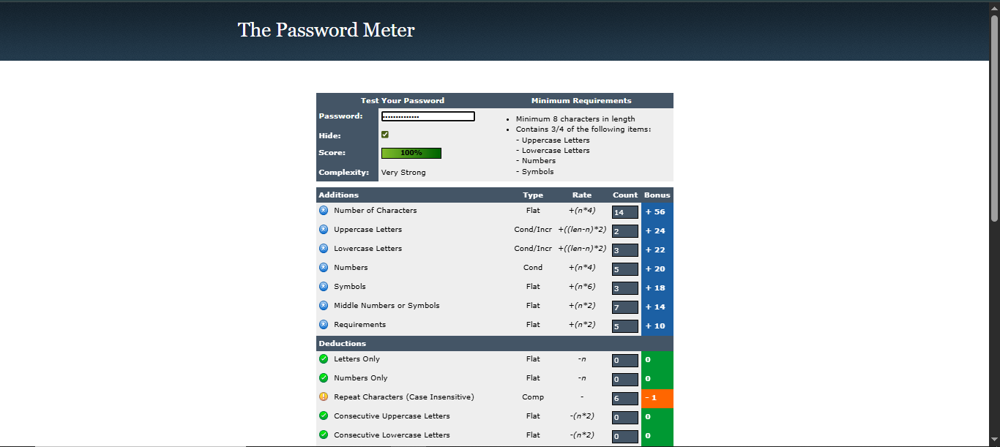 The Password Meter
Test Your Password Minimum Requirements
Password: ••••••••••••••
• Minimum 8 characters in length
• Contains 3/4 of the following items:
Hide:
- Uppercase Letters
- Lowercase Letters
Score: 100%
- Numbers
Complexity: Very Strong
- Symbols
Additions Type Rate Count Bonus
Number of Characters Flat +(n*4) 14 + 56
Uppercase Letters Cond/Incr +((len-n)*2) 2 + 24
Lowercase Letters Cond/Incr +((len-n)*2) 3 + 22
Numbers Cond +(n*4) 5 + 20
Symbols Flat +(n*6) 3 + 18
Middle Numbers or Symbols Flat +(n*2) 7 + 14
Requirements Flat +(n*2) 5 + 10
Deductions
Letters Only Flat -n 0 0
Numbers Only Flat -n 0 0
Repeat Characters (Case Insensitive) Comp - 6 - 1
Consecutive Uppercase Letters Flat -(n*2) 0 0
Consecutive Lowercase Letters Flat -(n*2) 0 0